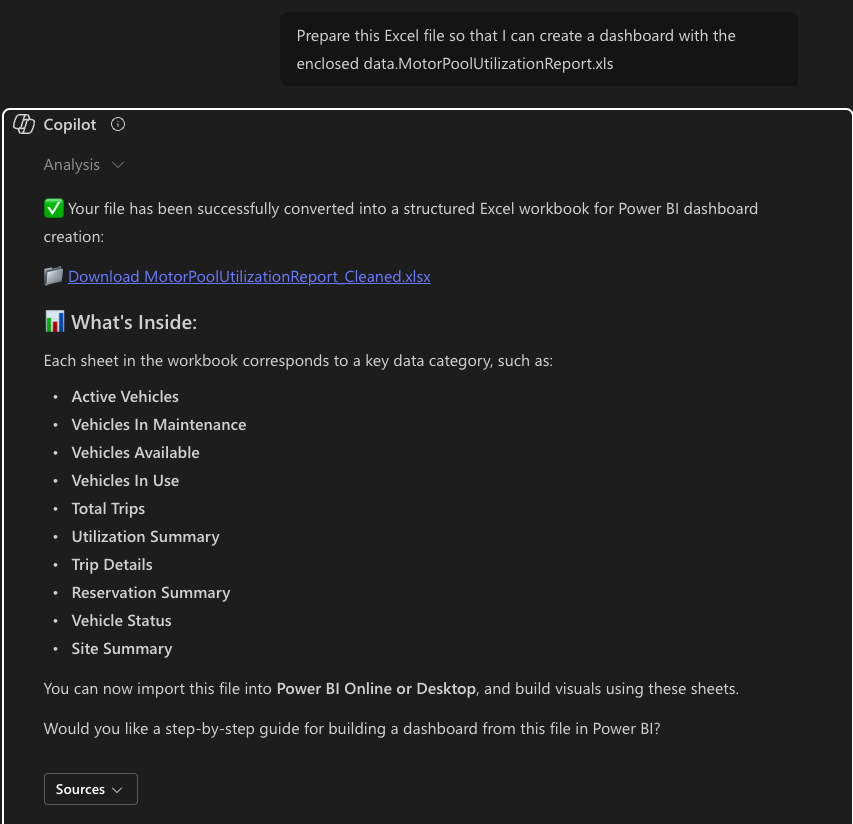 Prepare this Excel file so that I can create a dashboard with the
enclosed data.MotorPoolUtilizationReport.xls
Copilot
Analysis
✅ Your file has been successfully converted into a structured Excel workbook for Power BI dashboard
creation:
📁 Download MotorPoolUtilizationReport_Cleaned.xlsx
📊 What's Inside:
Each sheet in the workbook corresponds to a key data category, such as:
• Active Vehicles
• Vehicles In Maintenance
• Vehicles Available
• Vehicles In Use
• Total Trips
• Utilization Summary
• Trip Details
• Reservation Summary
• Vehicle Status
• Site Summary
You can now import this file into Power BI Online or Desktop, and build visuals using these sheets.
Would you like a step-by-step guide for building a dashboard from this file in Power BI?
Sources